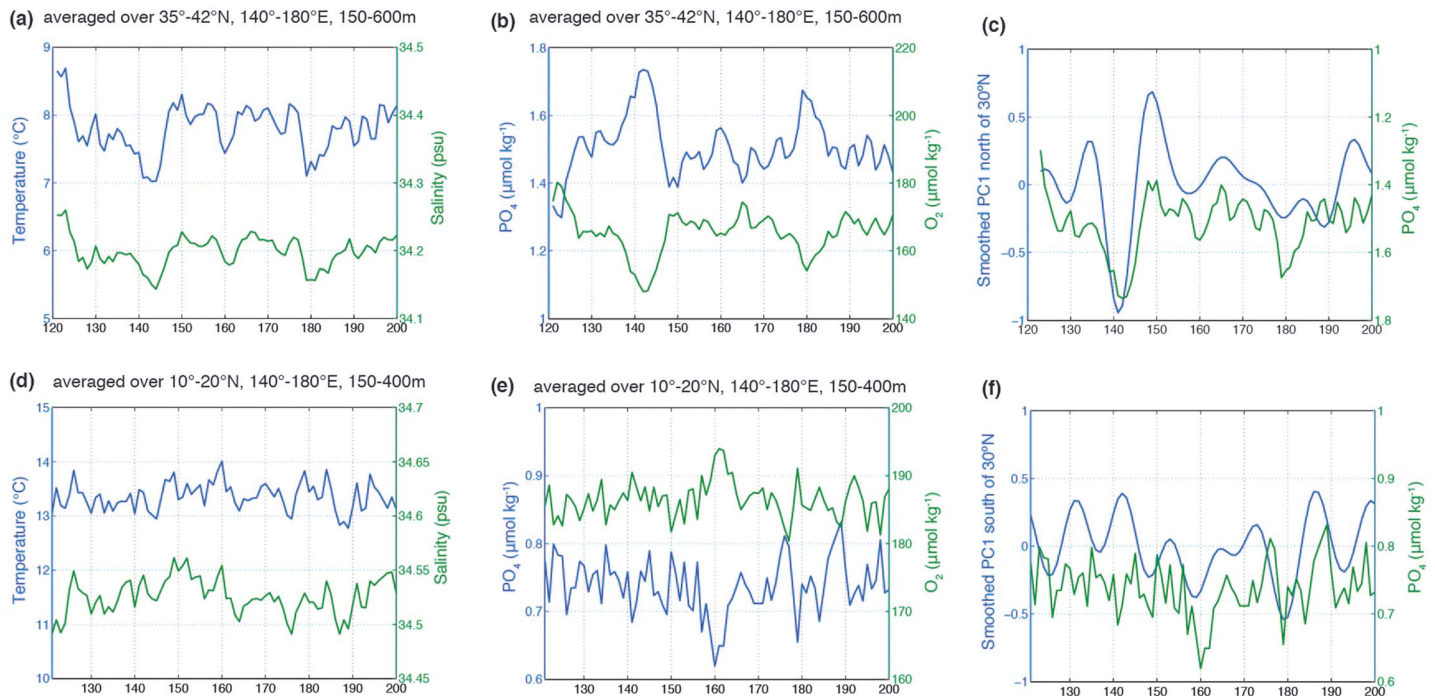 (a) averaged over 35°-42°N, 140°-180°E, 150-600m
9
8
7
6
5
Temperature (°C)
34.5
34.4
34.3
34.2
34.1
Salinity (psu)
120 130 140 150 160 170 180 190 200
(b) averaged over 35°-42°N, 140°-180°E, 150-600m
1.8
1.6
1.4
1.2
1
PO4 (µmol kg⁻¹)
220
200
180
160
140
O2 (µmol kg⁻¹)
120 130 140 150 160 170 180 190 200
(c)
1
0.5
0
−0.5
−1
Smoothed PC1 north of 30°N
1
1.2
1.4
1.6
1.8
PO4 (µmol kg⁻¹)
120 130 140 150 160 170 180 190 200
(d) averaged over 10°-20°N, 140°-180°E, 150-400m
15
14
13
12
11
10
Temperature (°C)
34.7
34.65
34.6
34.55
34.5
34.45
Salinity (psu)
130 140 150 160 170 180 190 200
(e) averaged over 10°-20°N, 140°-180°E, 150-400m
1
0.9
0.8
0.7
0.6
PO4 (µmol kg⁻¹)
200
190
180
170
160
O2 (µmol kg⁻¹)
130 140 150 160 170 180 190 200
(f)
1
0.5
0
−0.5
−1
Smoothed PC1 south of 30°N
1
0.9
0.8
0.7
0.6
PO4 (µmol kg⁻¹)
130 140 150 160 170 180 190 200